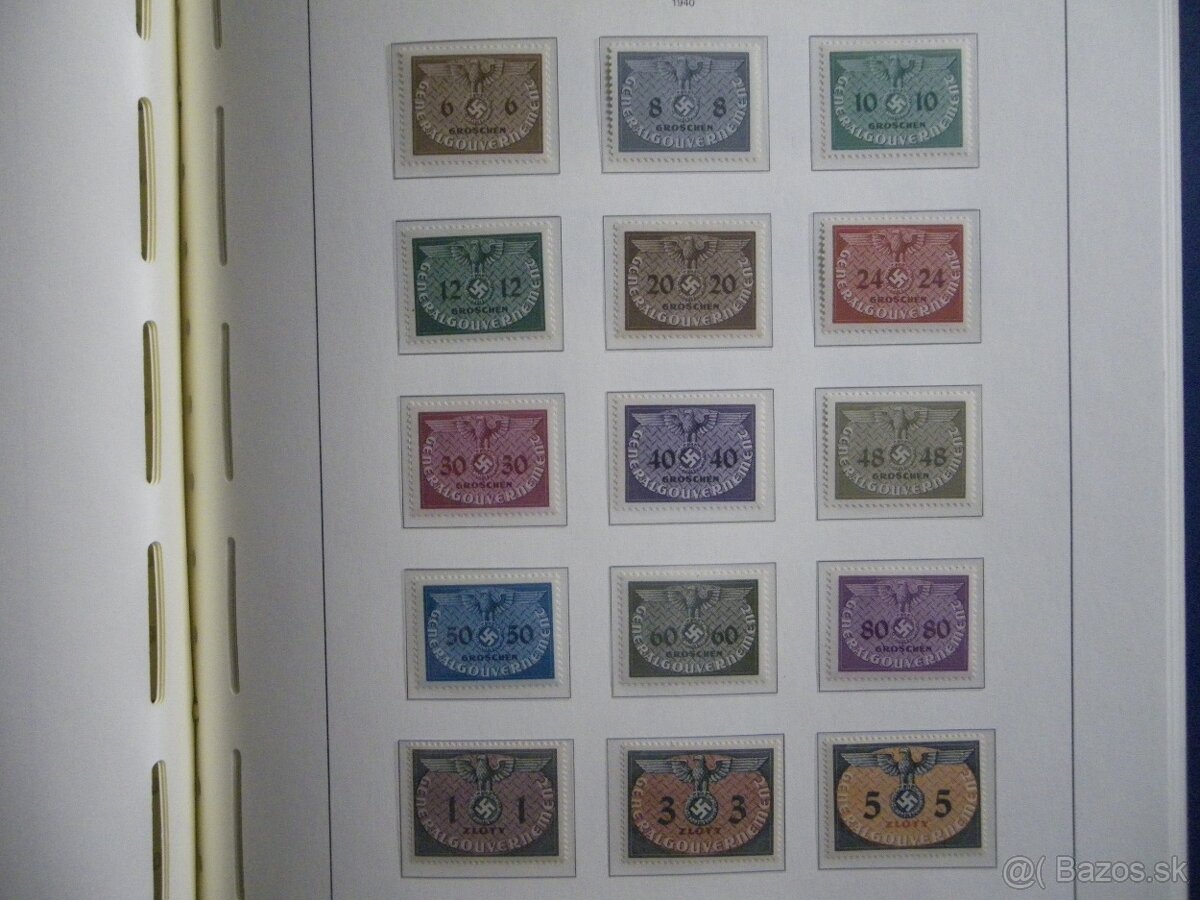 1940
6 6
GROSCHEN
GENERALGOUVERNEMENT
8 8
GROSCHEN
GENERALGOUVERNEMENT
10 10
GROSCHEN
GENERALGOUVERNEMENT
12 12
GROSCHEN
GENERALGOUVERNEMENT
20 20
GROSCHEN
GENERALGOUVERNEMENT
24 24
GROSCHEN
GENERALGOUVERNEMENT
30 30
GROSCHEN
GENERALGOUVERNEMENT
40 40
GROSCHEN
GENERALGOUVERNEMENT
48 48
GROSCHEN
GENERALGOUVERNEMENT
50 50
GROSCHEN
GENERALGOUVERNEMENT
60 60
GROSCHEN
GENERALGOUVERNEMENT
80 80
GROSCHEN
GENERALGOUVERNEMENT
1 1
ZLOTY
GENERALGOUVERNEMENT
3 3
ZLOTY
GENERALGOUVERNEMENT
5 5
ZLOTY
GENERALGOUVERNEMENT
@( Bazos.sk